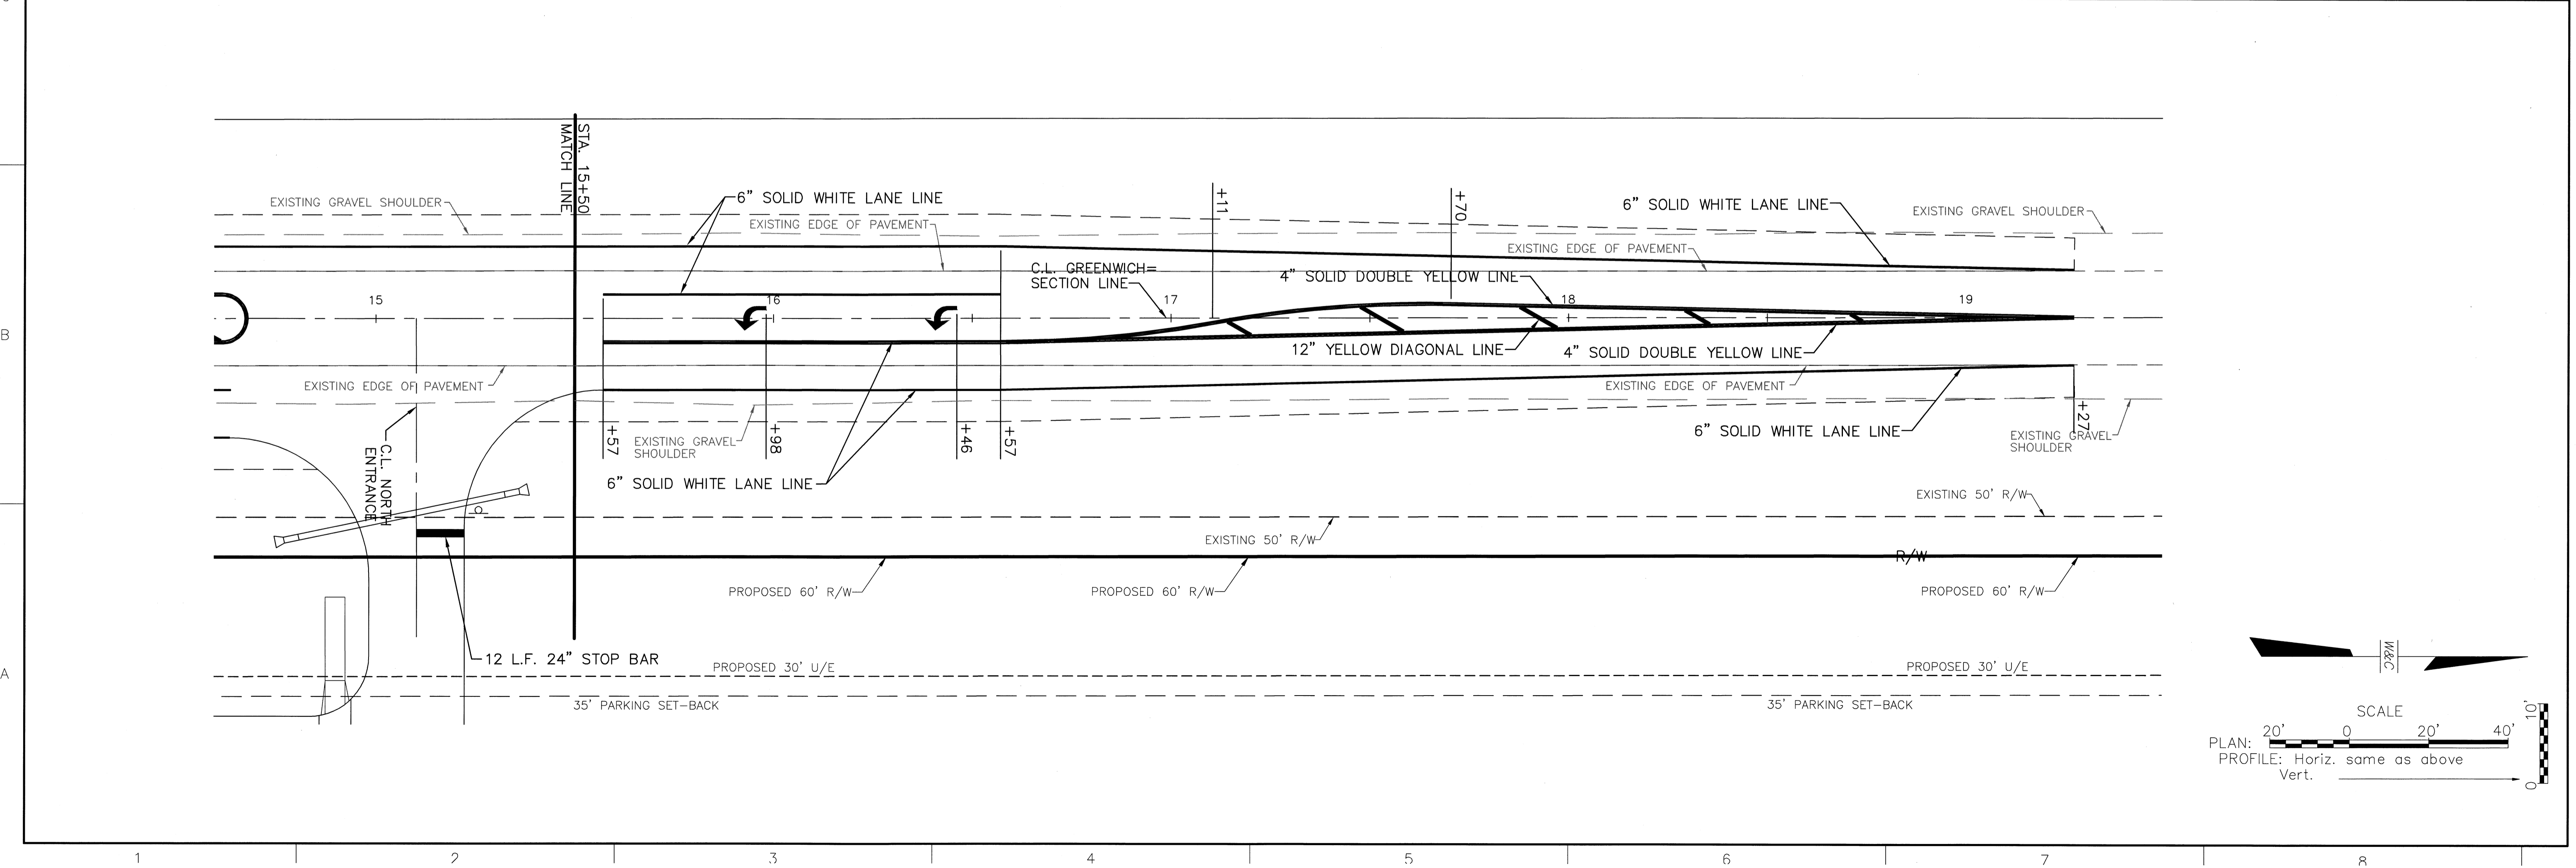 STA. 15+50
MATCH LINE
EXISTING GRAVEL SHOULDER
6" SOLID WHITE LANE LINE
EXISTING EDGE OF PAVEMENT
+11
+70
6" SOLID WHITE LANE LINE
EXISTING GRAVEL SHOULDER
EXISTING EDGE OF PAVEMENT
C.L. GREENWICH=
SECTION LINE
4" SOLID DOUBLE YELLOW LINE
15
16
17
18
19
B
B
12" YELLOW DIAGONAL LINE
4" SOLID DOUBLE YELLOW LINE
EXISTING EDGE OF PAVEMENT
EXISTING EDGE OF PAVEMENT
+57
+98
+46
+57
+27
EXISTING GRAVEL
SHOULDER
6" SOLID WHITE LANE LINE
EXISTING GRAVEL
SHOULDER
C.L. NORTH
ENTRANCE
6" SOLID WHITE LANE LINE
EXISTING 50' R/W
EXISTING 50' R/W
R/W
PROPOSED 60' R/W
PROPOSED 60' R/W
PROPOSED 60' R/W
12 L.F. 24" STOP BAR
PROPOSED 30' U/E
PROPOSED 30' U/E
A
A
35' PARKING SET-BACK
35' PARKING SET-BACK
W&C
SCALE
PLAN:
20' 0 20' 40'
10'
0
PROFILE: Horiz. same as above
Vert.
1 2 3 4 5 6 7 8